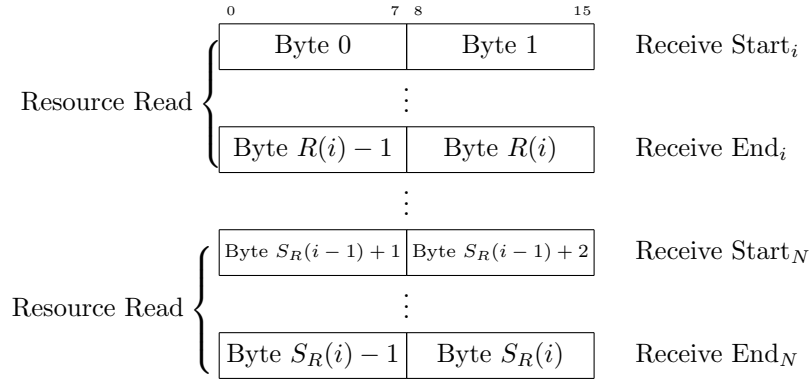 0 7 8 15
Byte 0 Byte 1 Receive Start_i
Resource Read
⋮
Byte R(i) − 1 Byte R(i) Receive End_i
⋮
Byte S_R(i − 1) + 1 Byte S_R(i − 1) + 2 Receive Start_N
Resource Read
⋮
Byte S_R(i) − 1 Byte S_R(i) Receive End_N